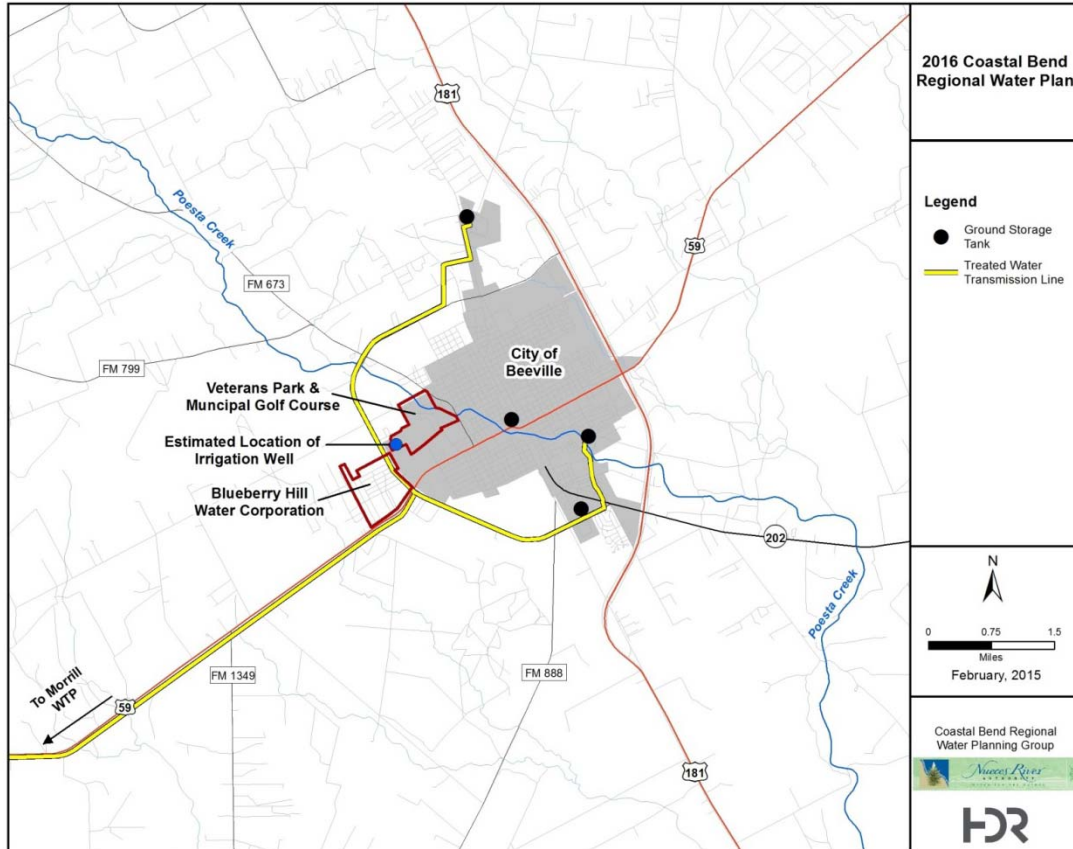 2016 Coastal Bend
Regional Water Plan
Legend
Ground Storage
Tank
Treated Water
Transmission Line
N
0 0.75 1.5
Miles
February, 2015
Coastal Bend Regional
Water Planning Group
Nueces River
AUTHORITY
HDR
181
59
Poesta Creek
FM 673
FM 799
City of
Beeville
Veterans Park &
Muncipal Golf Course
Estimated Location of
Irrigation Well
Blueberry Hill
Water Corporation
202
Poesta Creek
FM 1349
FM 888
To Morrill
WTP
59
181